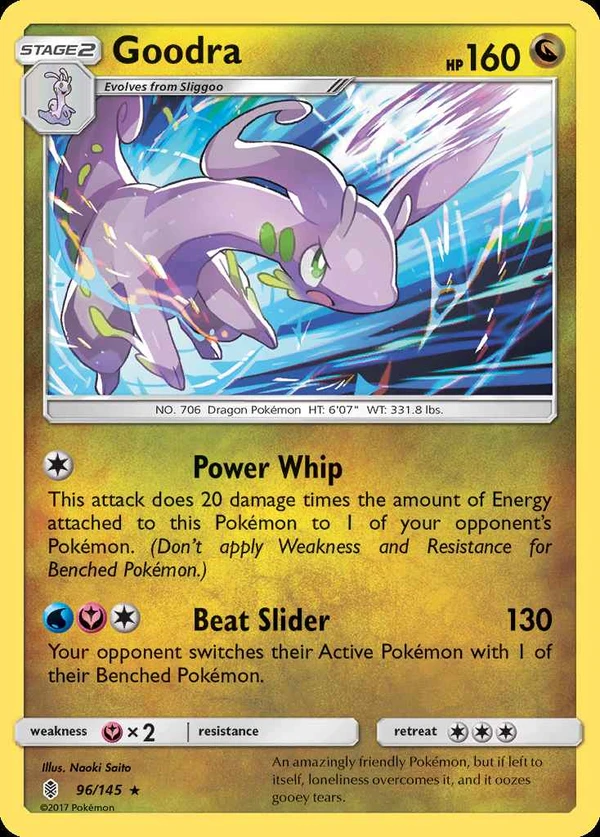 STAGE2
Goodra
HP 160
Evolves from Sliggoo
NO. 706 Dragon Pokémon HT: 6'07" WT: 331.8 lbs.
Power Whip
This attack does 20 damage times the amount of Energy
attached to this Pokémon to 1 of your opponent's
Pokémon. (Don't apply Weakness and Resistance for
Benched Pokémon.)
Beat Slider 130
Your opponent switches their Active Pokémon with 1 of
their Benched Pokémon.
weakness ×2 resistance retreat
Illus. Naoki Saito
96/145 ★
©2017 Pokémon
An amazingly friendly Pokémon, but if left to
itself, loneliness overcomes it, and it oozes
gooey tears.